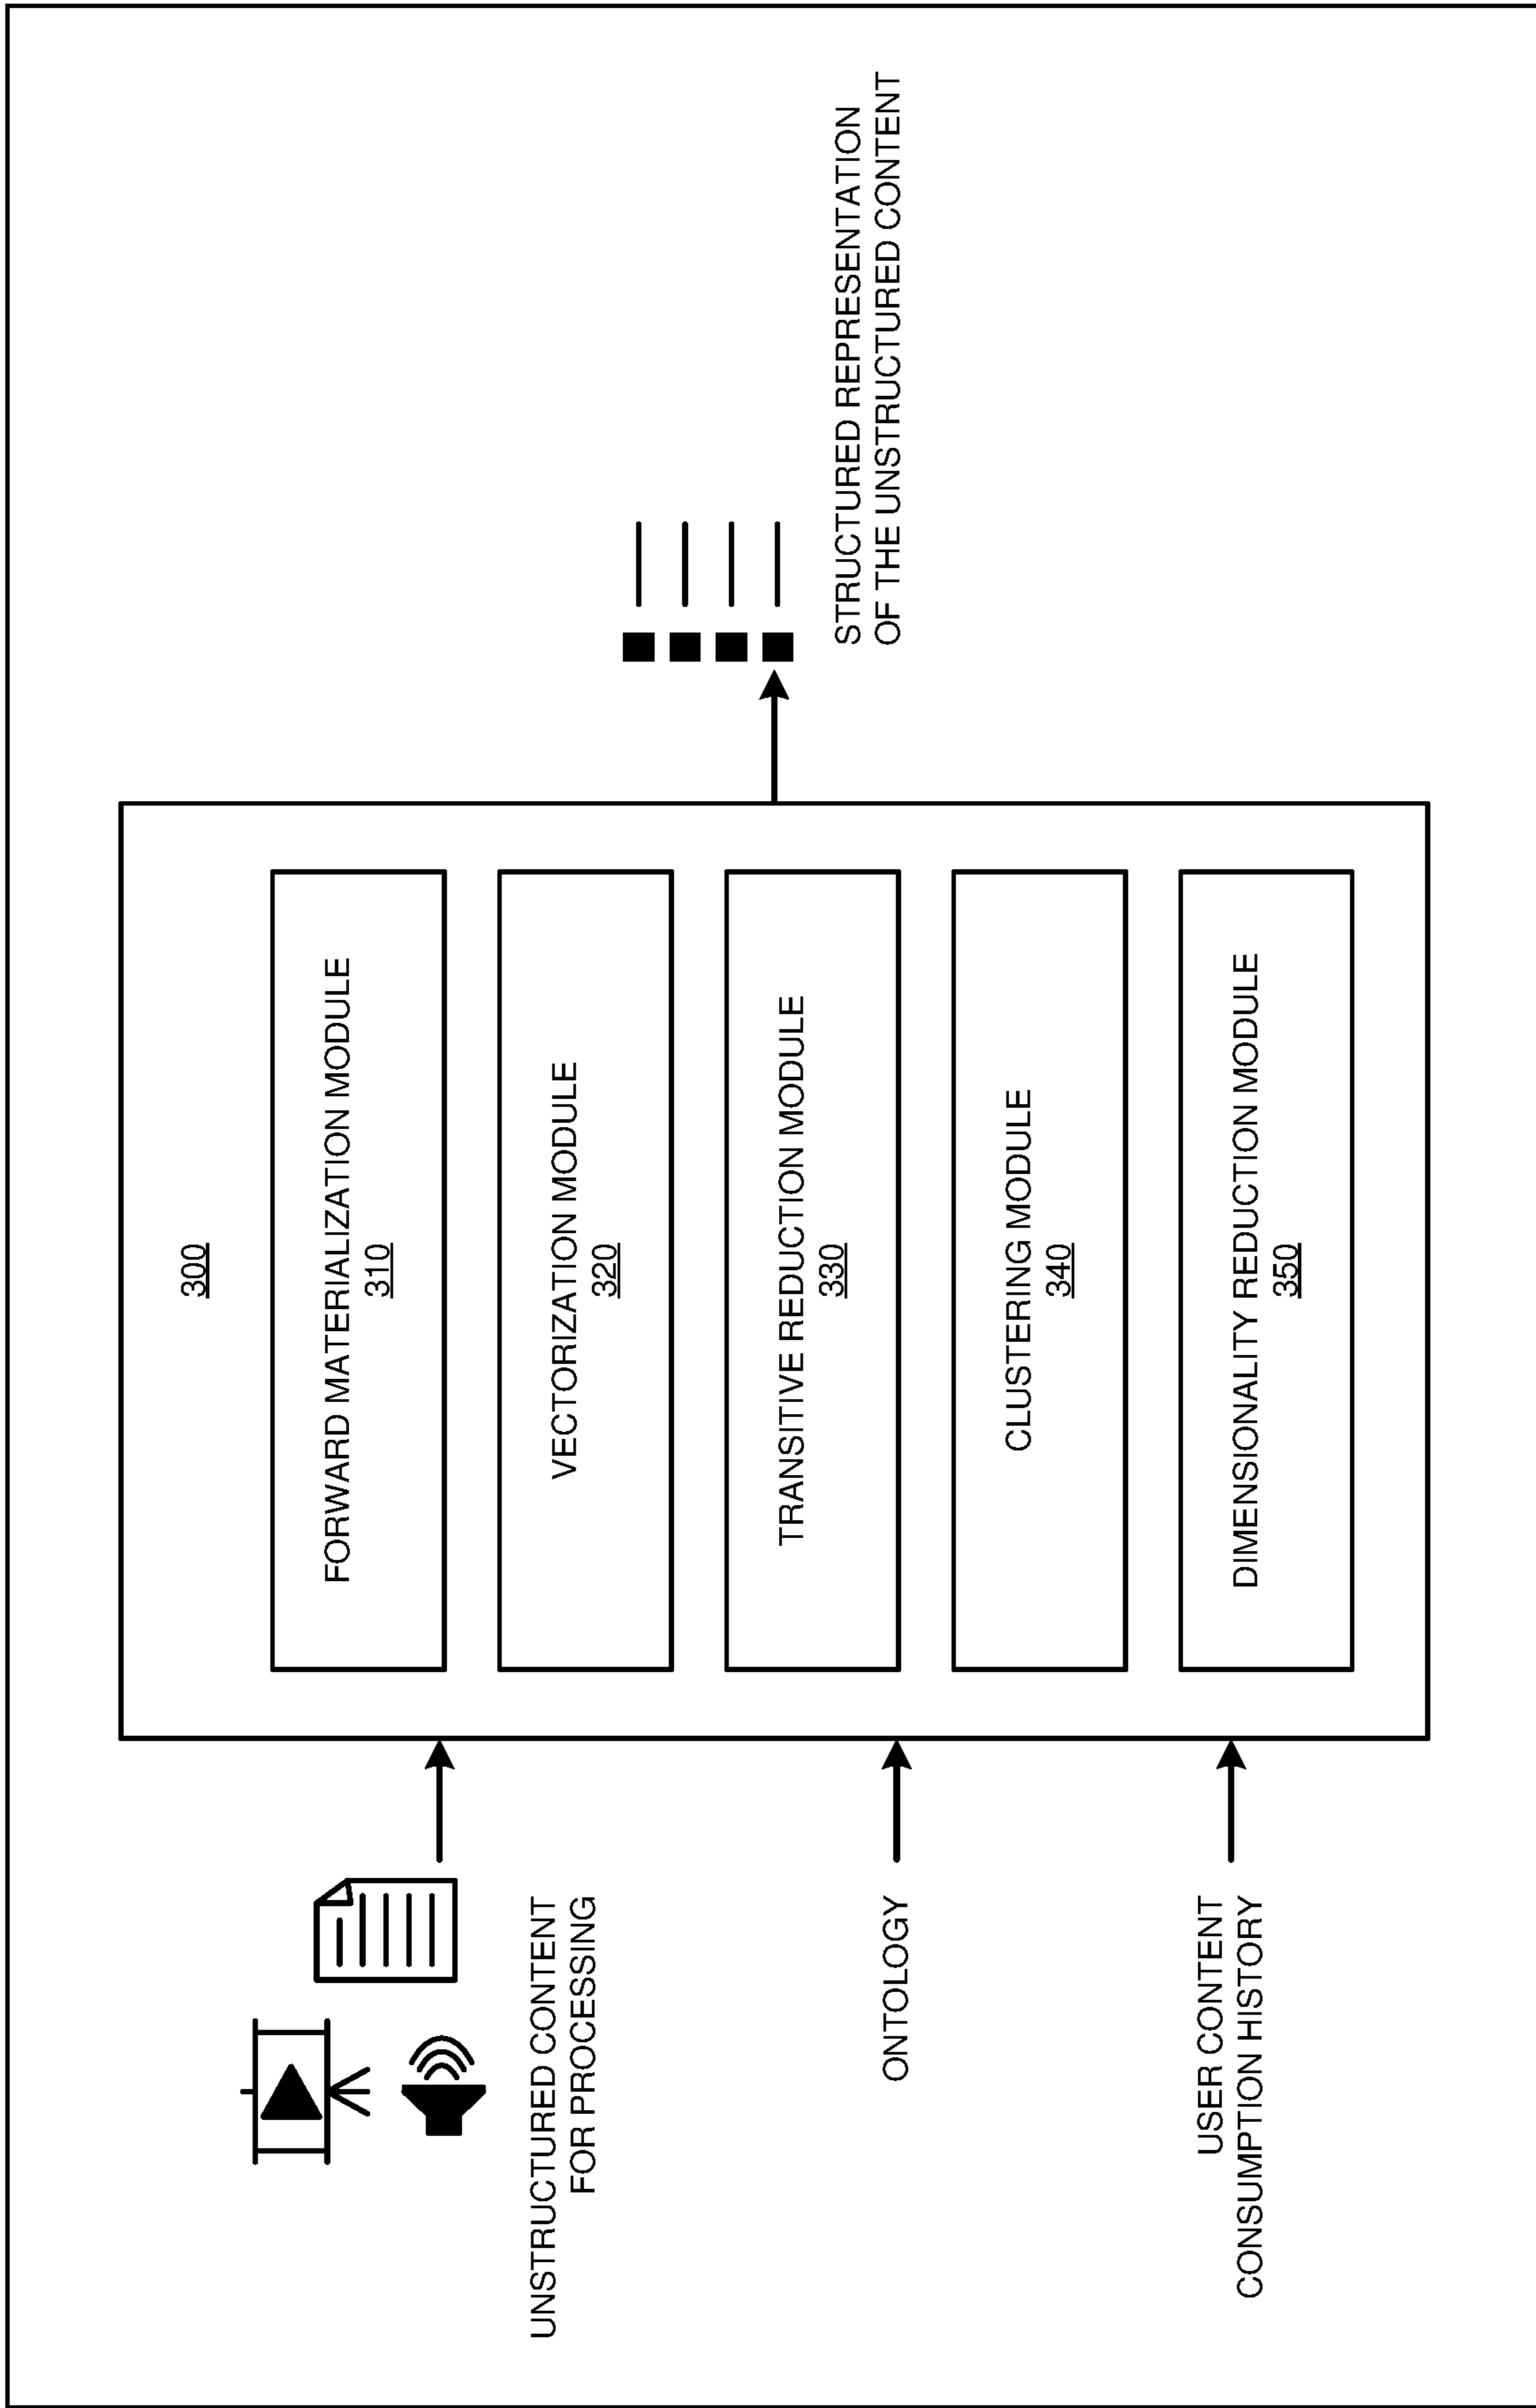 UNSTRUCTURED CONTENT
FOR PROCESSING
ONTOLOGY
USER CONTENT
CONSUMPTION HISTORY
300
FORWARD MATERIALIZATION MODULE
310
VECTORIZATION MODULE
320
TRANSITIVE REDUCTION MODULE
330
CLUSTERING MODULE
340
DIMENSIONALITY REDUCTION MODULE
350
STRUCTURED REPRESENTATION
OF THE UNSTRUCTURED CONTENT